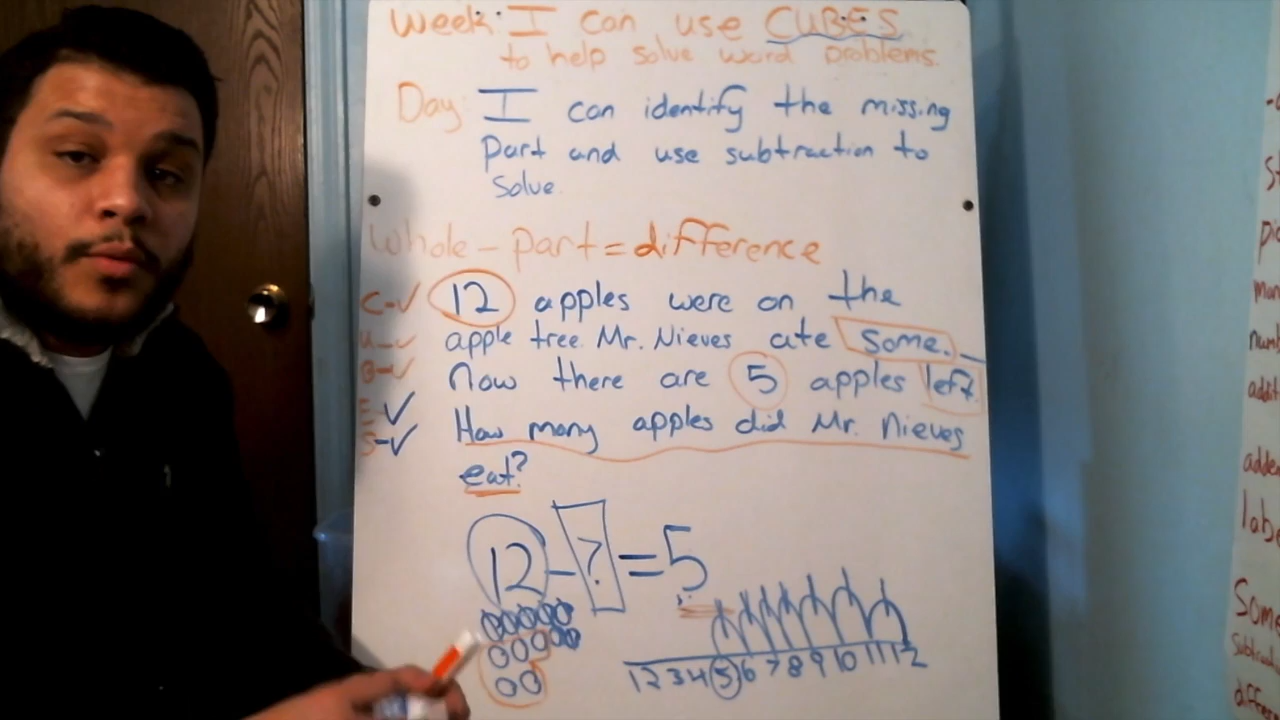 Week: I can use CUBES
to help solve word problems.
Day: I can identify the missing
part and use subtraction to
solve.
Whole - part = difference
C-✓ 12 apples were on the
U-✓ apple tree. Mr. Nieves ate some.
B-✓ Now there are 5 apples left.
E-✓ How many apples did Mr. Nieves
S-✓ eat?
12 - ? = 5
1 2 3 4 5 6 7 8 9 10 11 12
number
label
Some